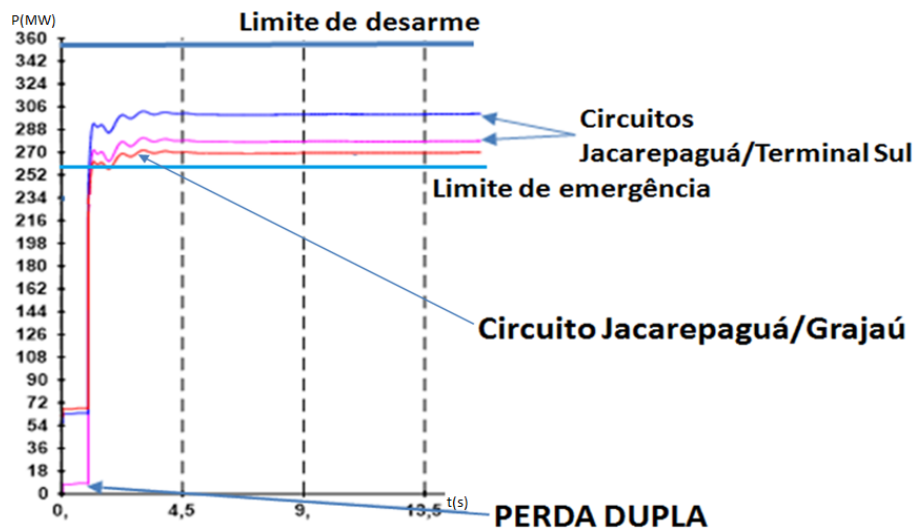 P(MW)
Limite de desarme
360
342
324
306
288
270
252
234
216
198
180
162
144
126
108
90
72
54
36
18
0
Circuitos
Jacarepaguá/Terminal Sul
Limite de emergência
Circuito Jacarepaguá/Grajaú
0, 4,5 9, 13,5
t(s)
PERDA DUPLA